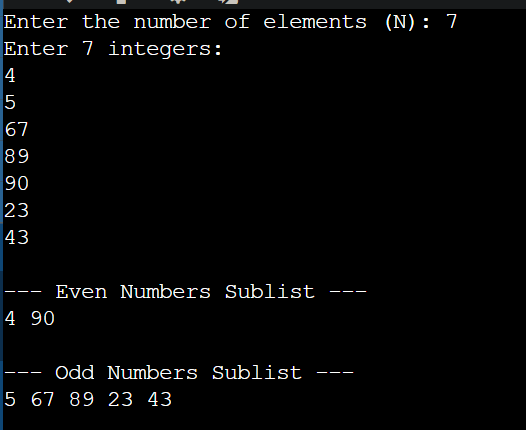 Enter the number of elements (N): 7
Enter 7 integers:
4
5
67
89
90
23
43
--- Even Numbers Sublist ---
4 90
--- Odd Numbers Sublist ---
5 67 89 23 43